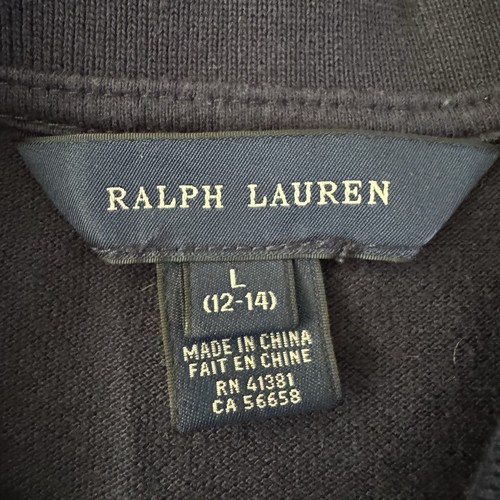 RALPH LAUREN
L
(12-14)
MADE IN CHINA
FAIT EN CHINE
RN 41381
CA 56658